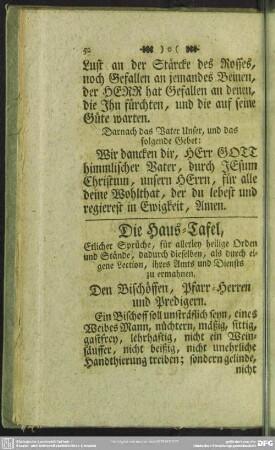 52 )o(
Lust an der Stärcke des Rosses,
noch Gefallen an jemandes Beinen,
der HERR hat Gefallen an denen,
die Ihn fürchten, und die auf seine
Güte warten.
Darnach das Vater Unser, und das
folgende Gebet:
Wir dancken dir, HErr GOTT
himmlischer Vater, durch JEsum
Christum, unsern HErrn, für alle
deine Wohlthat, der du lebest und
regierest in Ewigkeit, Amen.
Die Haus-Tafel,
Etlicher Sprüche, für allerley heilige Orden
und Stände, dadurch dieselben, als durch ei-
gene Lection, ihres Amts und Diensts
zu ermahnen.
Den Bischöffen, Pfarr-Herren
und Predigern.
Ein Bischoff soll unsträflich seyn, eines
Weibes Mann, nüchtern, mäßig, sittig,
gastfrey, lehrhaftig, nicht ein Wein-
säuffer, nicht beißig, nicht unehrliche
Handthierung treiben; sondern gelinde,
nicht